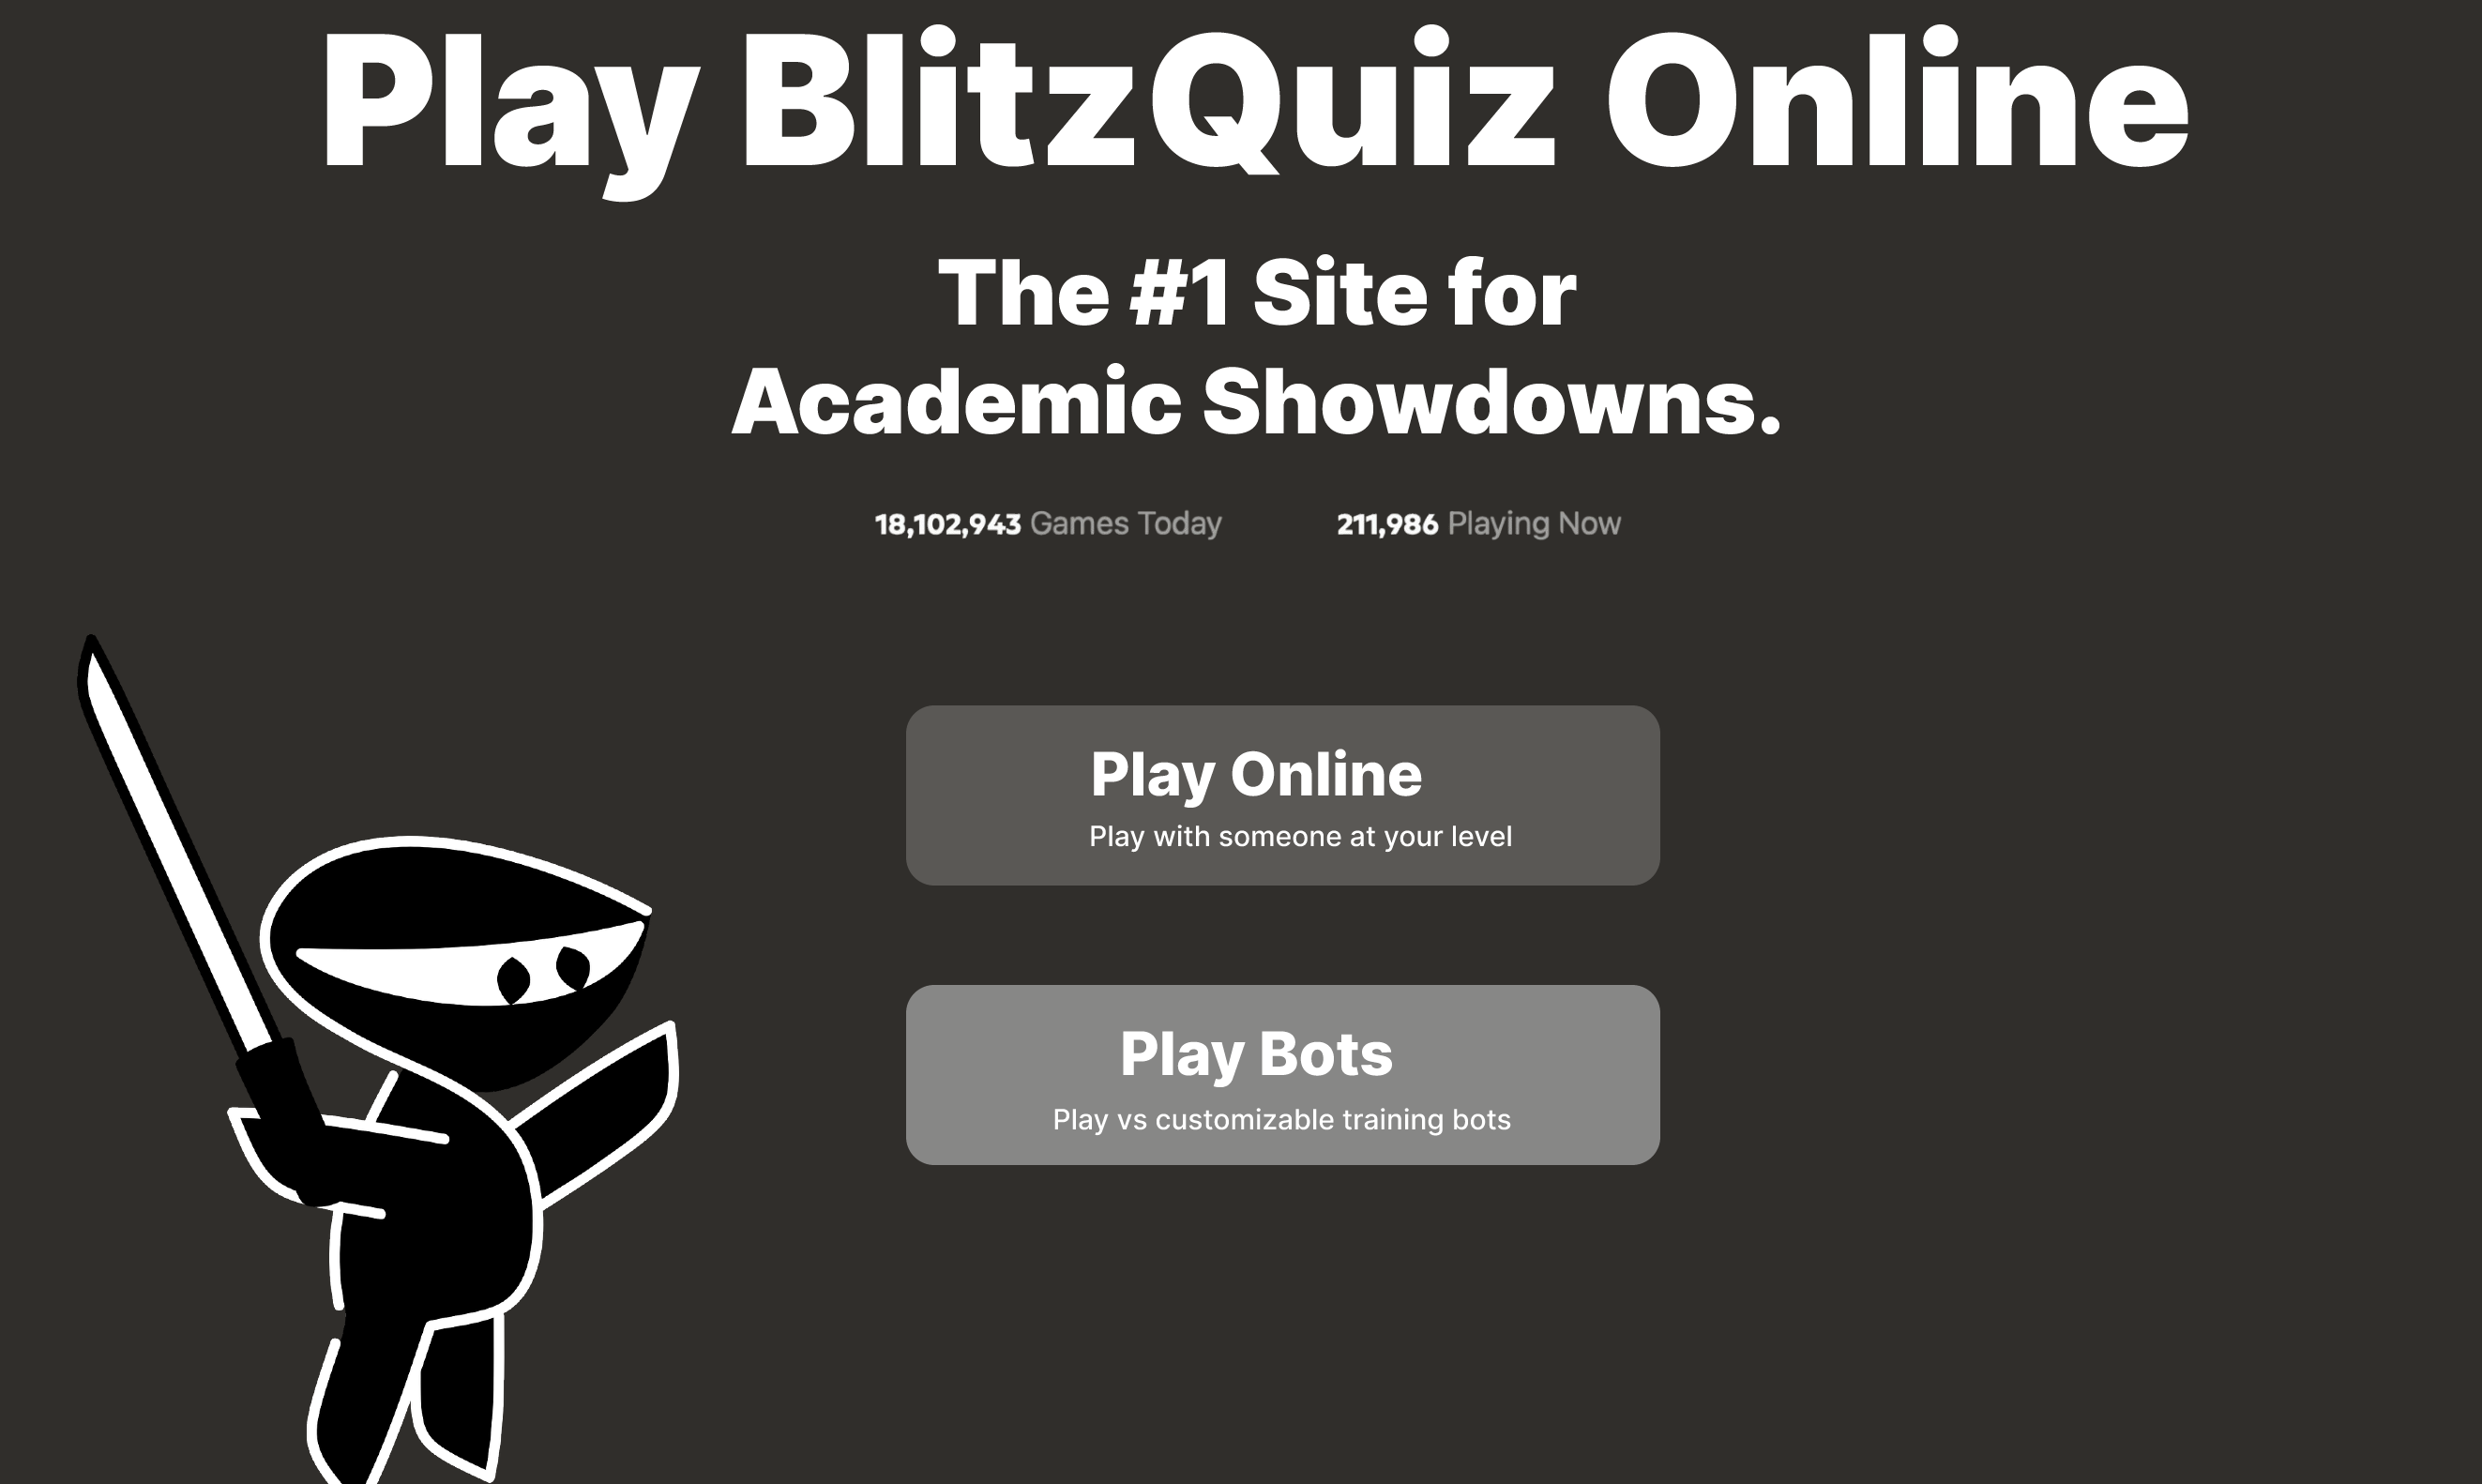 Play BlitzQuiz Online
The #1 Site for
Academic Showdowns.
18,102,943 Games Today 211,986 Playing Now
Play Online
Play with someone at your level
Play Bots
Play vs customizable training bots